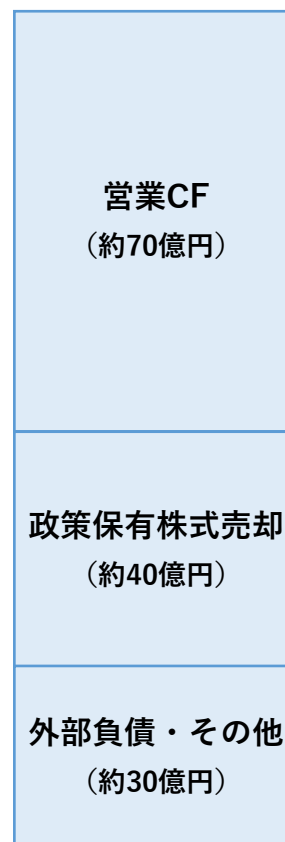 営業CF
（約70億円）
政策保有株式売却
（約40億円）
外部負債・その他
（約30億円）